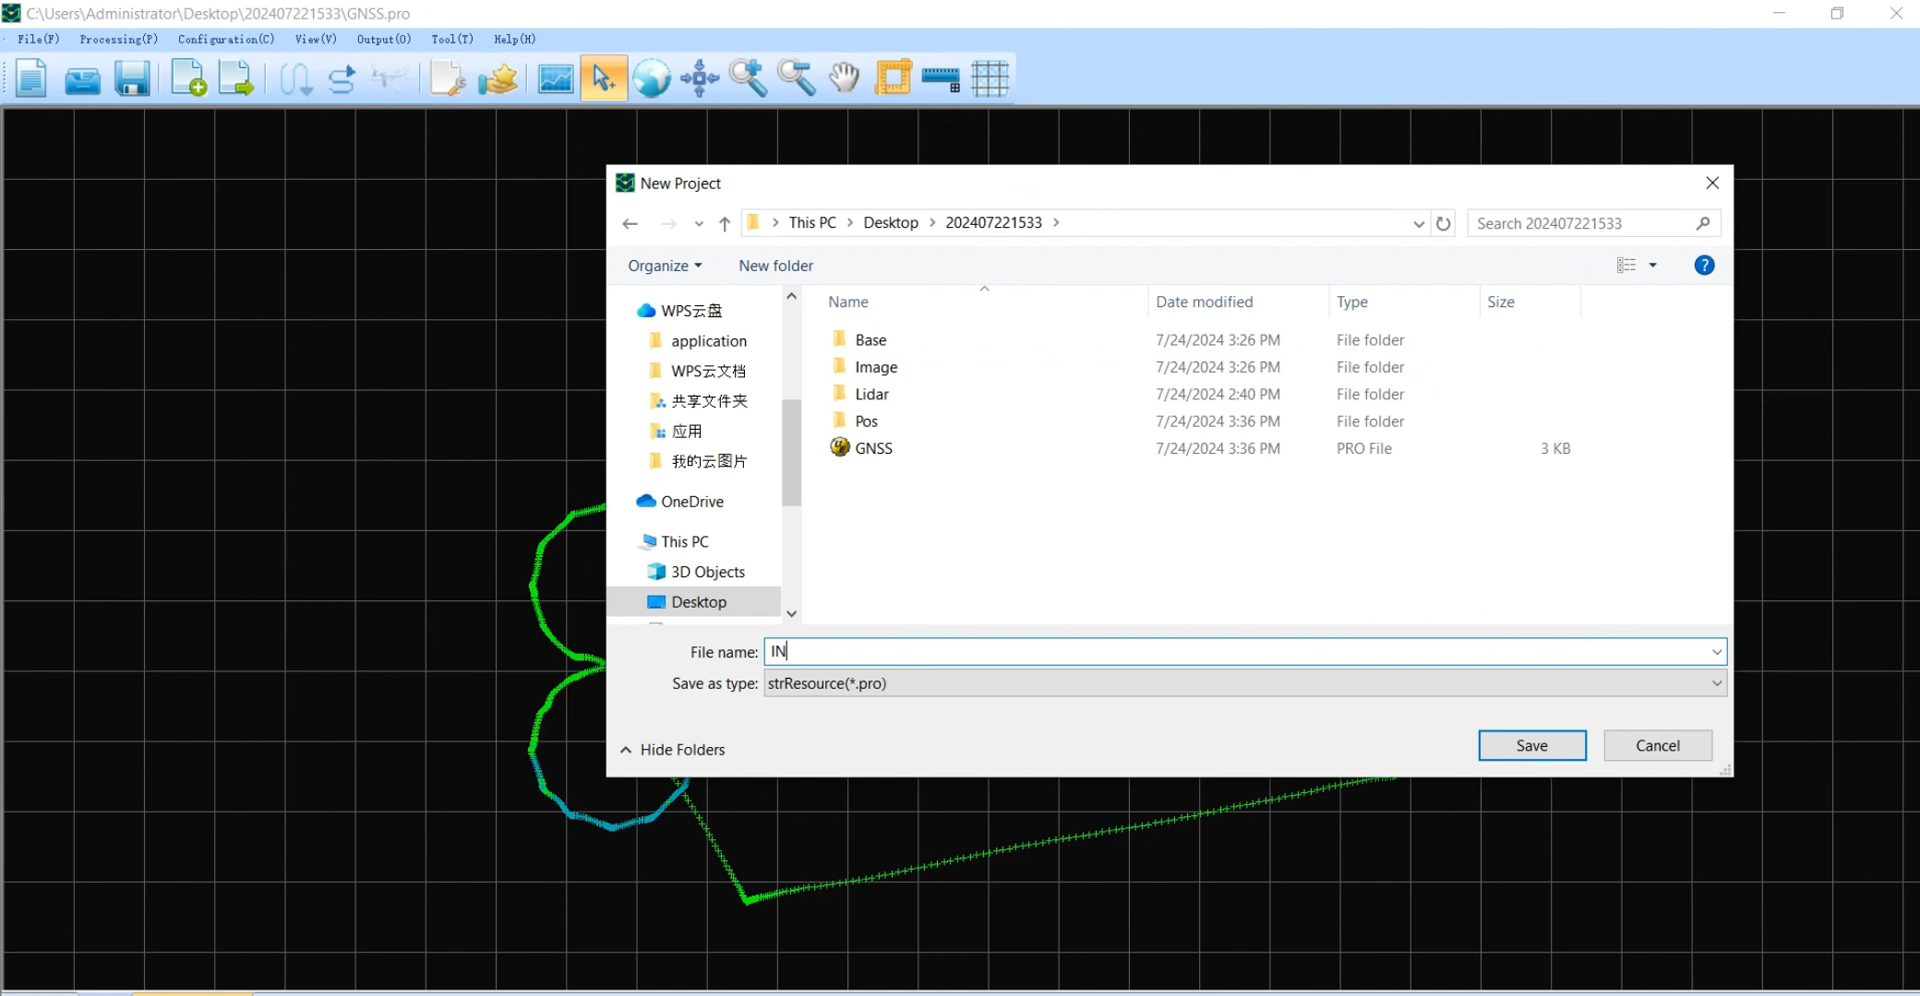 C:\Users\Administrator\Desktop\202407221533\GNSS.pro
File(F) Processing(P) Configuration(C) View(V) Output(O) Tool(T) Help(H)
New Project
This PC > Desktop > 202407221533 >
Search 202407221533
Organize New folder
WPS云盘
application
WPS云文档
共享文件夹
应用
我的云图片
OneDrive
This PC
3D Objects
Desktop
Name Date modified Type Size
Base 7/24/2024 3:26 PM File folder
Image 7/24/2024 3:26 PM File folder
Lidar 7/24/2024 2:40 PM File folder
Pos 7/24/2024 3:36 PM File folder
GNSS 7/24/2024 3:36 PM PRO File 3 KB
File name: IN
Save as type: strResource(*.pro)
Hide Folders
Save Cancel